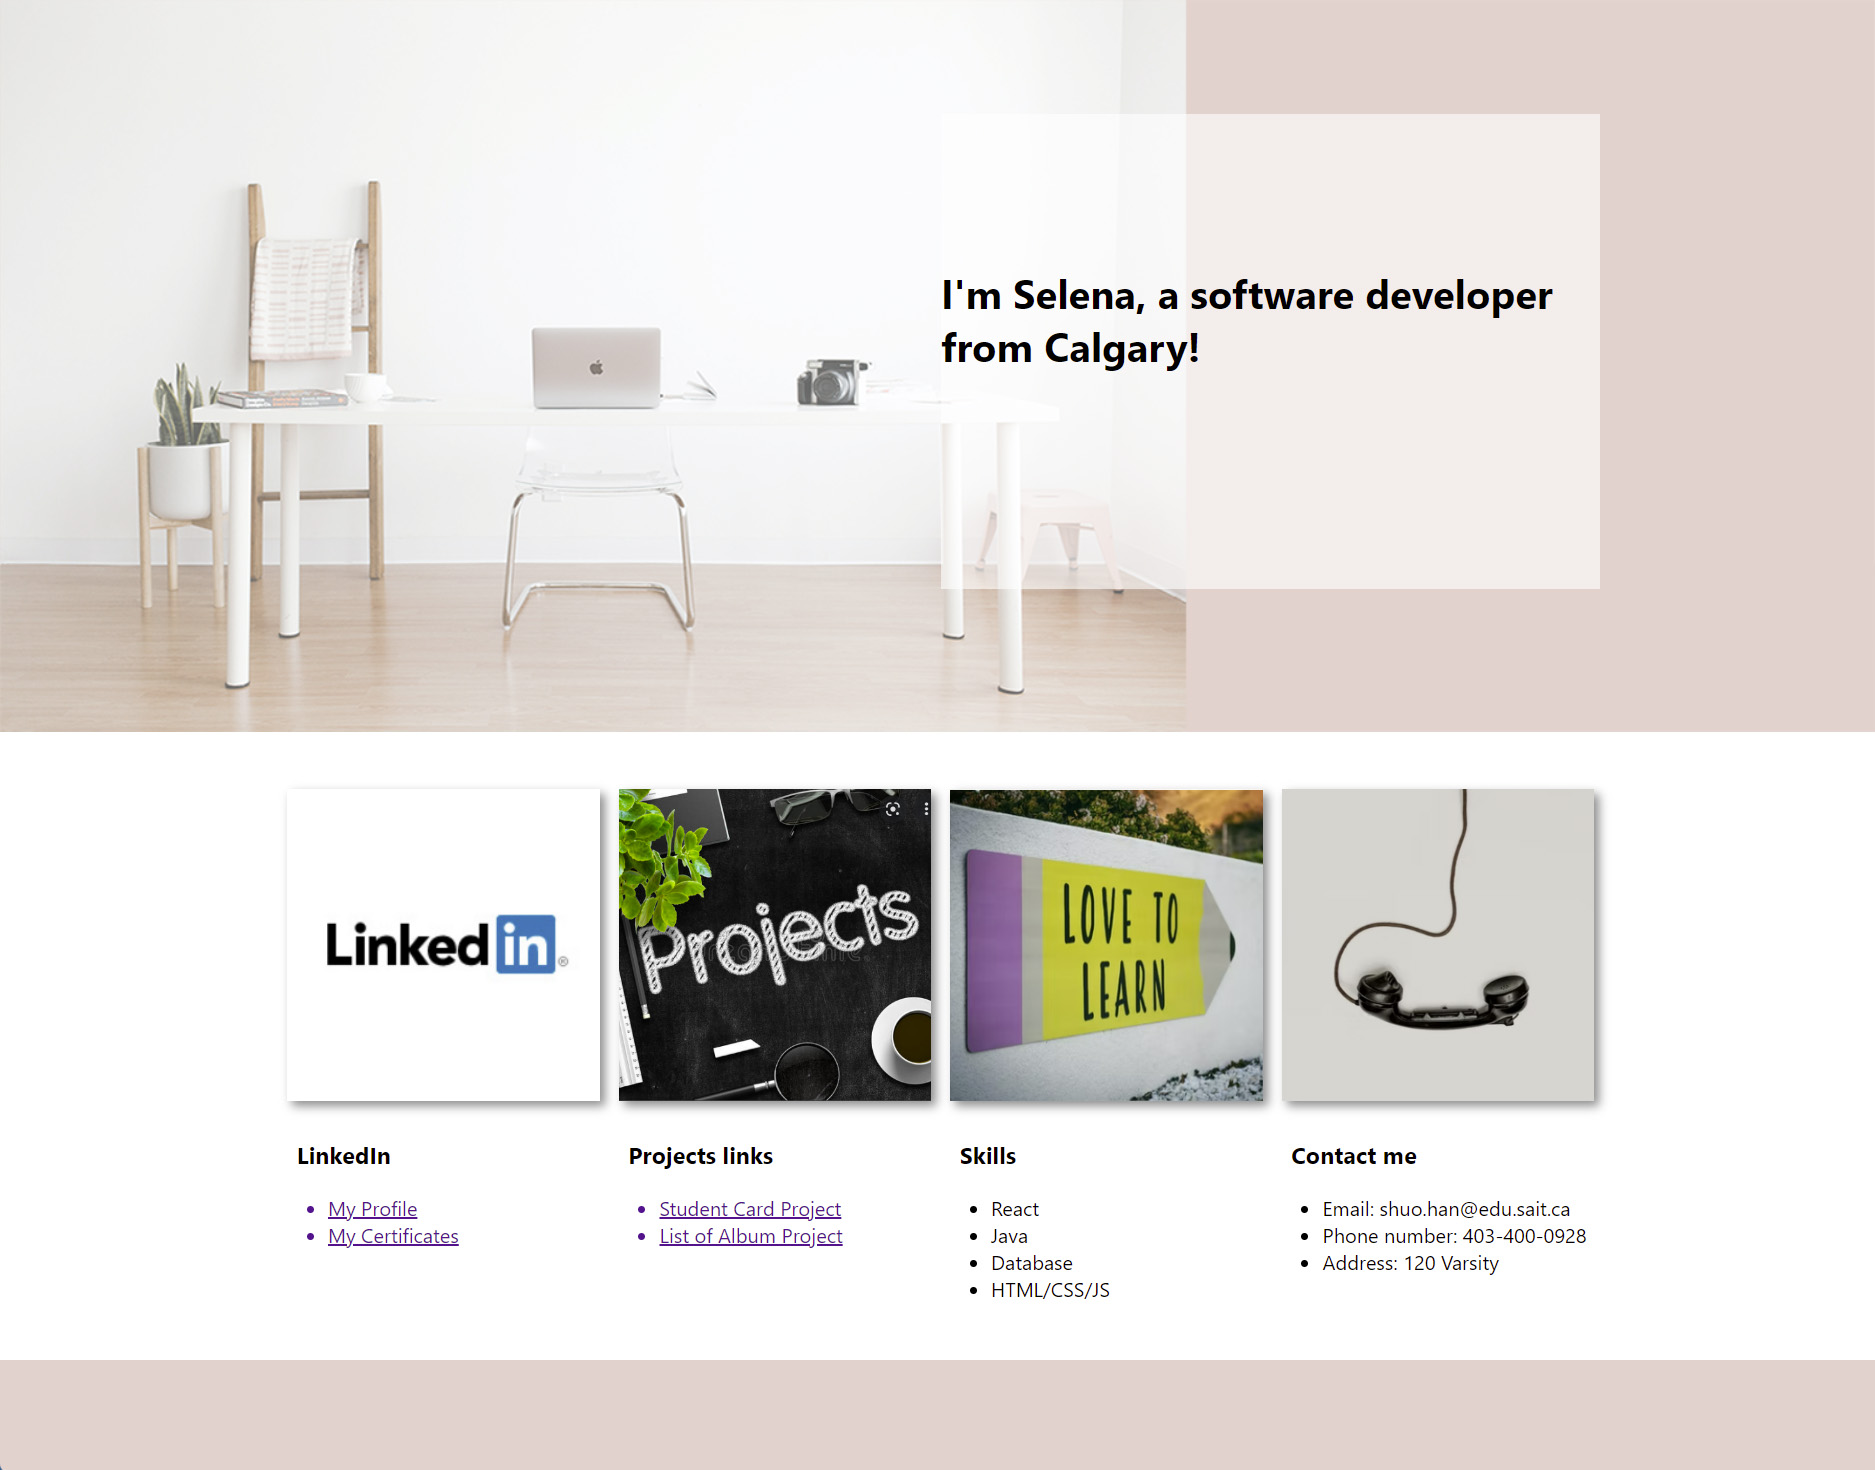 I'm Selena, a software developer
from Calgary!
Linked in
Projects
LOVE TO
LEARN
LinkedIn
My Profile
My Certificates
Projects links
Student Card Project
List of Album Project
Skills
React
Java
Database
HTML/CSS/JS
Contact me
Email: shuo.han@edu.sait.ca
Phone number: 403-400-0928
Address: 120 Varsity